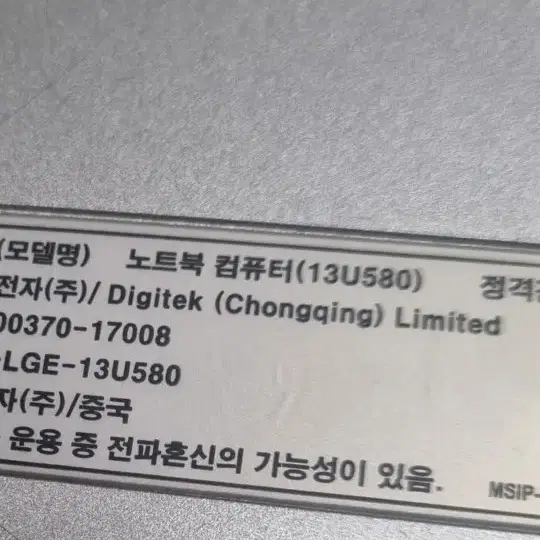 (모델명) 노트북 컴퓨터(13U580) 정격
전자(주)/ Digitek (Chongqing) Limited
00370-17008
LGE-13U580
자(주)/중국
운용 중 전파혼신의 가능성이 있음. MSIP-